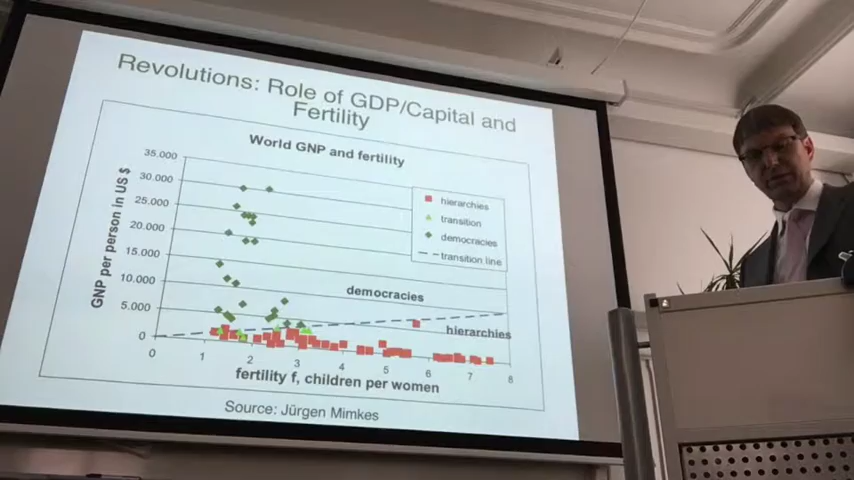 Revolutions: Role of GDP/Capital and
Fertility
World GNP and fertility
GNP per person in US $
35.000
30.000
25.000
20.000
15.000
10.000
5.000
0
hierarchies
transition
democracies
transition line
democracies
hierarchies
0 1 2 3 4 5 6 7 8
fertility f, children per women
Source: Jürgen Mimkes